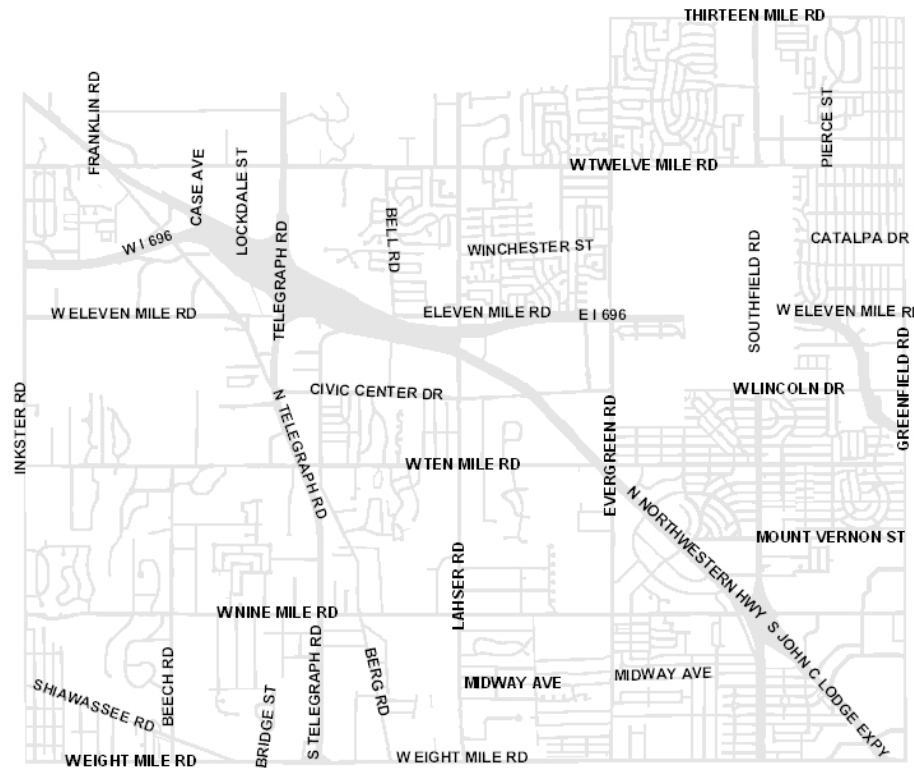 THIRTEEN MILE RD
FRANKLIN RD
PIERCE ST
W TWELVE MILE RD
CASE AVE
LOCKDALE ST
BELL RD
W I 696
WINCHESTER ST
CATALPA DR
TELEGRAPH RD
SOUTHFIELD RD
W ELEVEN MILE RD
ELEVEN MILE RD
E I 696
W ELEVEN MILE RD
GREENFIELD RD
CIVIC CENTER DR
W LINCOLN DR
INKSTER RD
N TELEGRAPH RD
EVERGREEN RD
W TEN MILE RD
N NORTHWESTERN HWY
MOUNT VERNON ST
LAHSER RD
W NINE MILE RD
S JOHN C LODGE EXPY
BEECH RD
S TELEGRAPH RD
BERG RD
MIDWAY AVE
MIDWAY AVE
SHIAWASSEE RD
BRIDGE ST
W EIGHT MILE RD
W EIGHT MILE RD